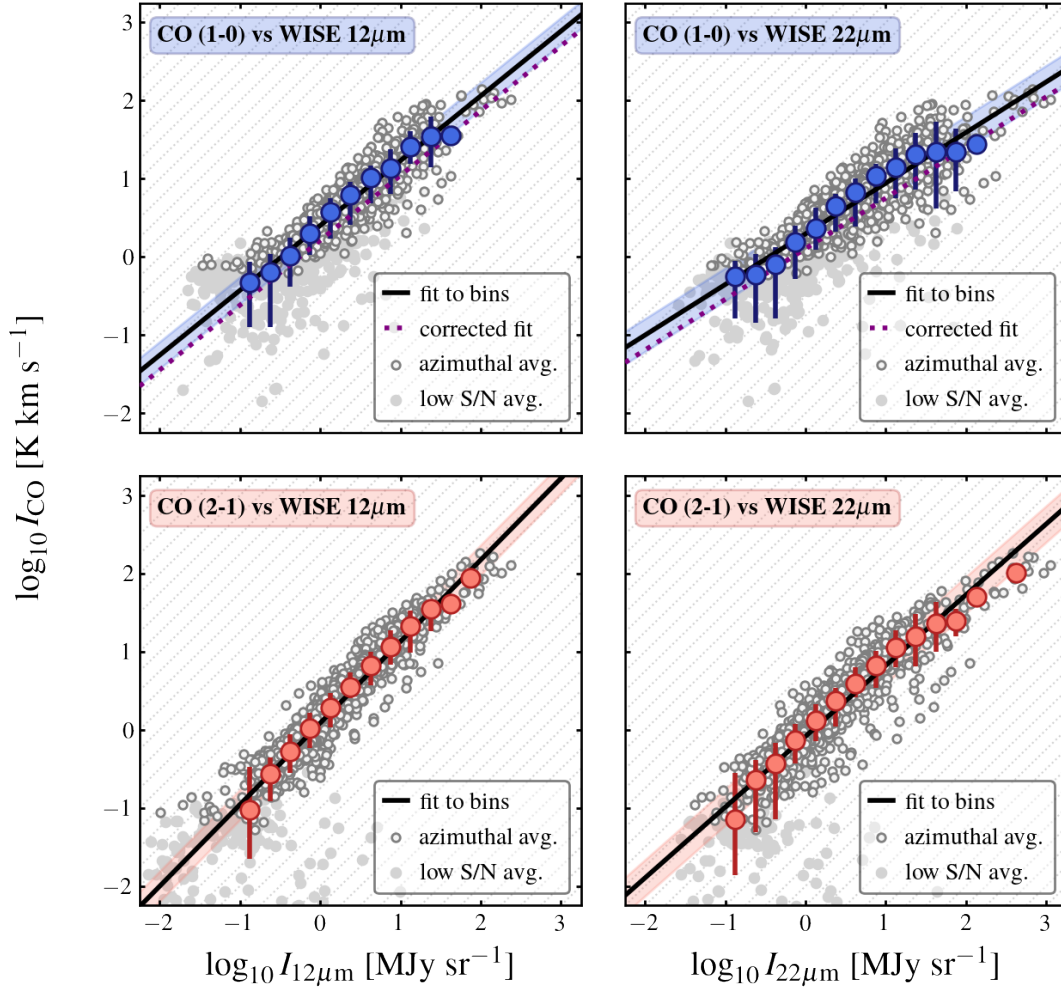 CO (1-0) vs WISE 12μm
CO (1-0) vs WISE 22μm
3
2
1
0
−1
−2
fit to bins
corrected fit
azimuthal avg.
low S/N avg.
fit to bins
corrected fit
azimuthal avg.
low S/N avg.
log₁₀ I_CO [K km s⁻¹]
CO (2-1) vs WISE 12μm
CO (2-1) vs WISE 22μm
3
2
1
0
−1
−2
fit to bins
azimuthal avg.
low S/N avg.
fit to bins
azimuthal avg.
low S/N avg.
−2 −1 0 1 2 3
−2 −1 0 1 2 3
log₁₀ I₁₂μm [MJy sr⁻¹]
log₁₀ I₂₂μm [MJy sr⁻¹]